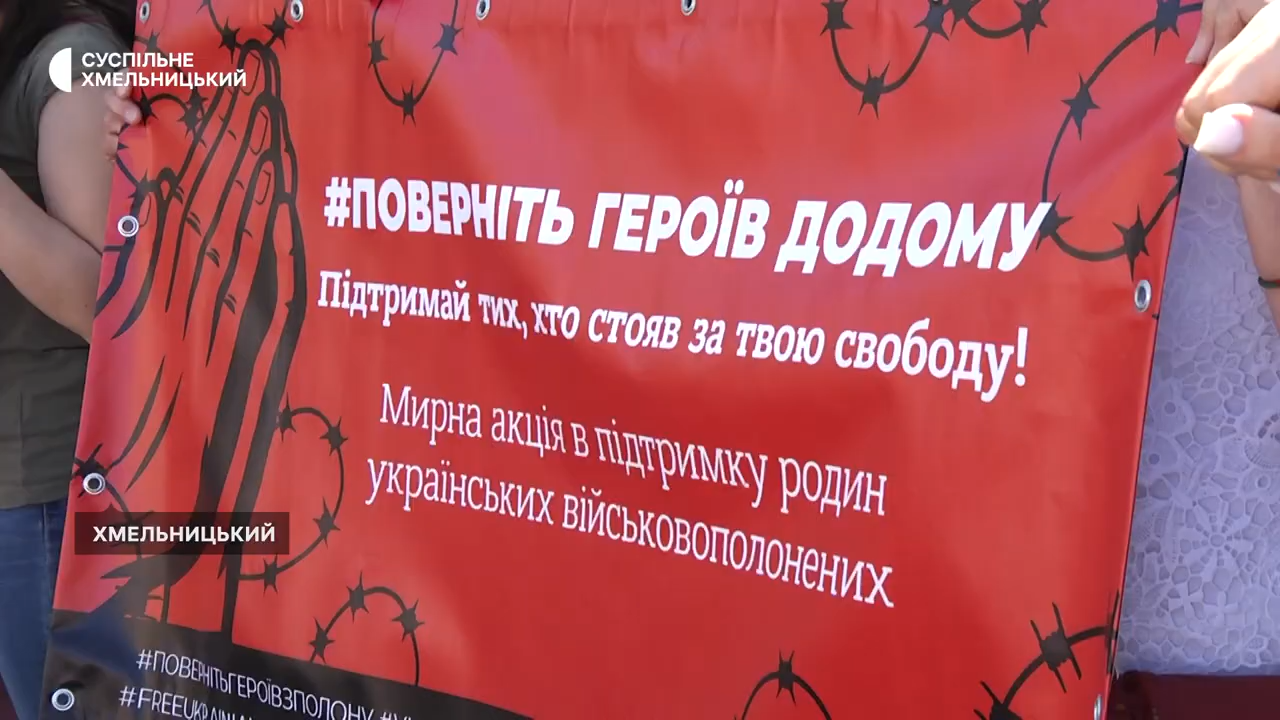 СУСПІЛЬНЕ
ХМЕЛЬНИЦЬКИЙ
#ПОВЕРНІТЬ ГЕРОЇВ ДОДОМУ
Підтримай тих, хто стояв за твою свободу!
Мирна акція в підтримку родин
українських військовополонених
ХМЕЛЬНИЦЬКИЙ
#ПОВЕРНІТЬГЕРОЇВЗПОЛОНУ